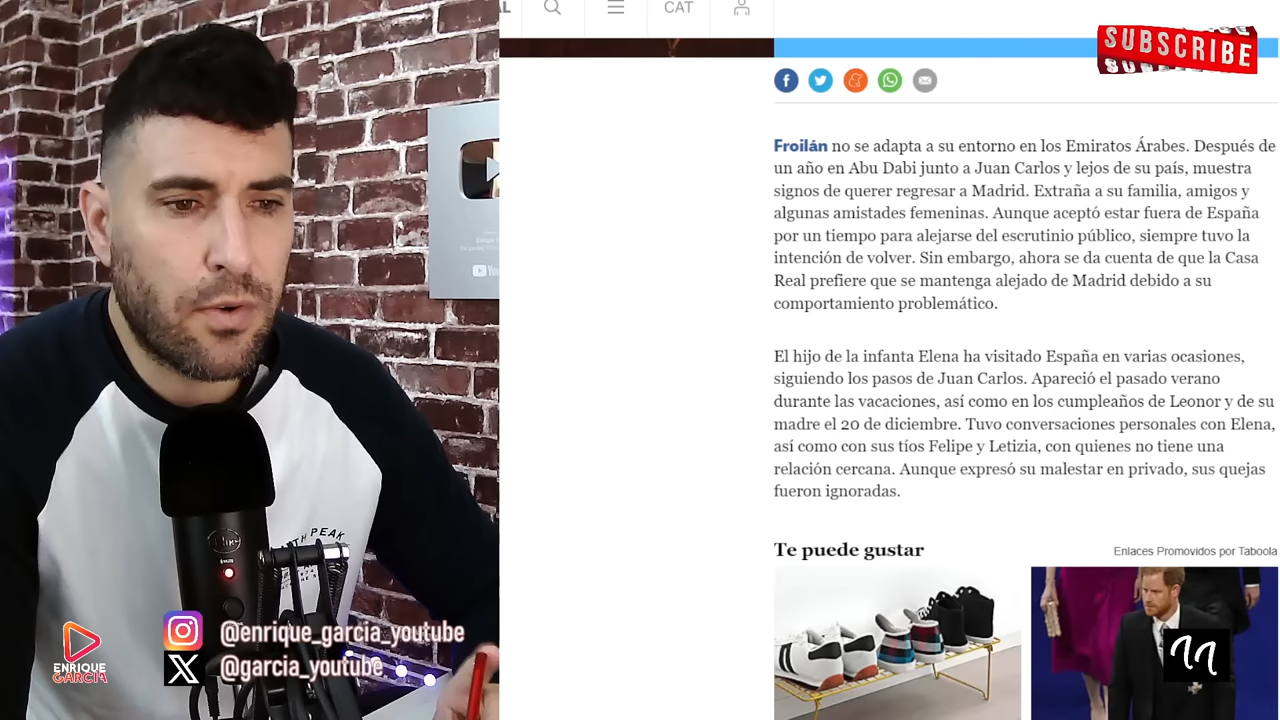 CAT
SUBSCRIBE
Froilán no se adapta a su entorno en los Emiratos Árabes. Después de
un año en Abu Dabi junto a Juan Carlos y lejos de su país, muestra
signos de querer regresar a Madrid. Extraña a su familia, amigos y
algunas amistades femeninas. Aunque aceptó estar fuera de España
por un tiempo para alejarse del escrutinio público, siempre tuvo la
intención de volver. Sin embargo, ahora se da cuenta de que la Casa
Real prefiere que se mantenga alejado de Madrid debido a su
comportamiento problemático.
El hijo de la infanta Elena ha visitado España en varias ocasiones,
siguiendo los pasos de Juan Carlos. Apareció el pasado verano
durante las vacaciones, así como en los cumpleaños de Leonor y de su
madre el 20 de diciembre. Tuvo conversaciones personales con Elena,
así como con sus tíos Felipe y Letizia, con quienes no tiene una
relación cercana. Aunque expresó su malestar en privado, sus quejas
fueron ignoradas.
Te puede gustar
Enlaces Promovidos por Taboola
PEAK
@enrique_garcia_youtube
@garcia_youtube
ENRIQUE
GARCIA